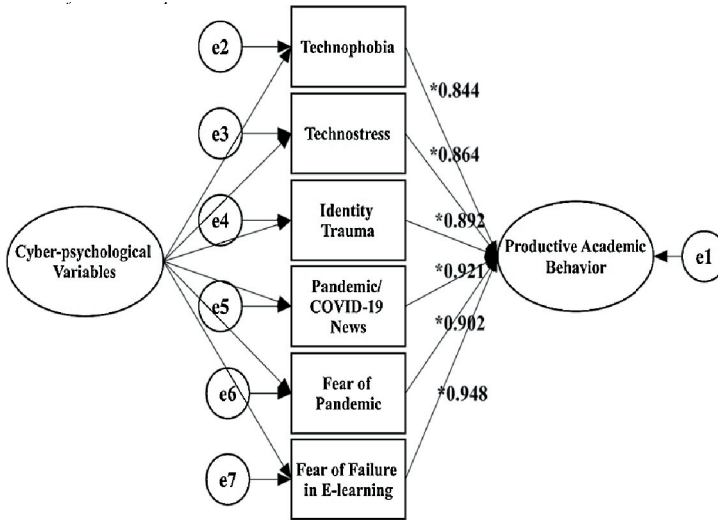 e2
Technophobia
*0.844
e3
Technostress
*0.864
e4
Identity
Trauma
*0.892
Cyber-psychological
Variables
Productive Academic
Behavior
e1
*0.921
Pandemic/
COVID-19
News
e5
*0.902
e6
Fear of
Pandemic
*0.948
e7
Fear of Failure
in E-learning